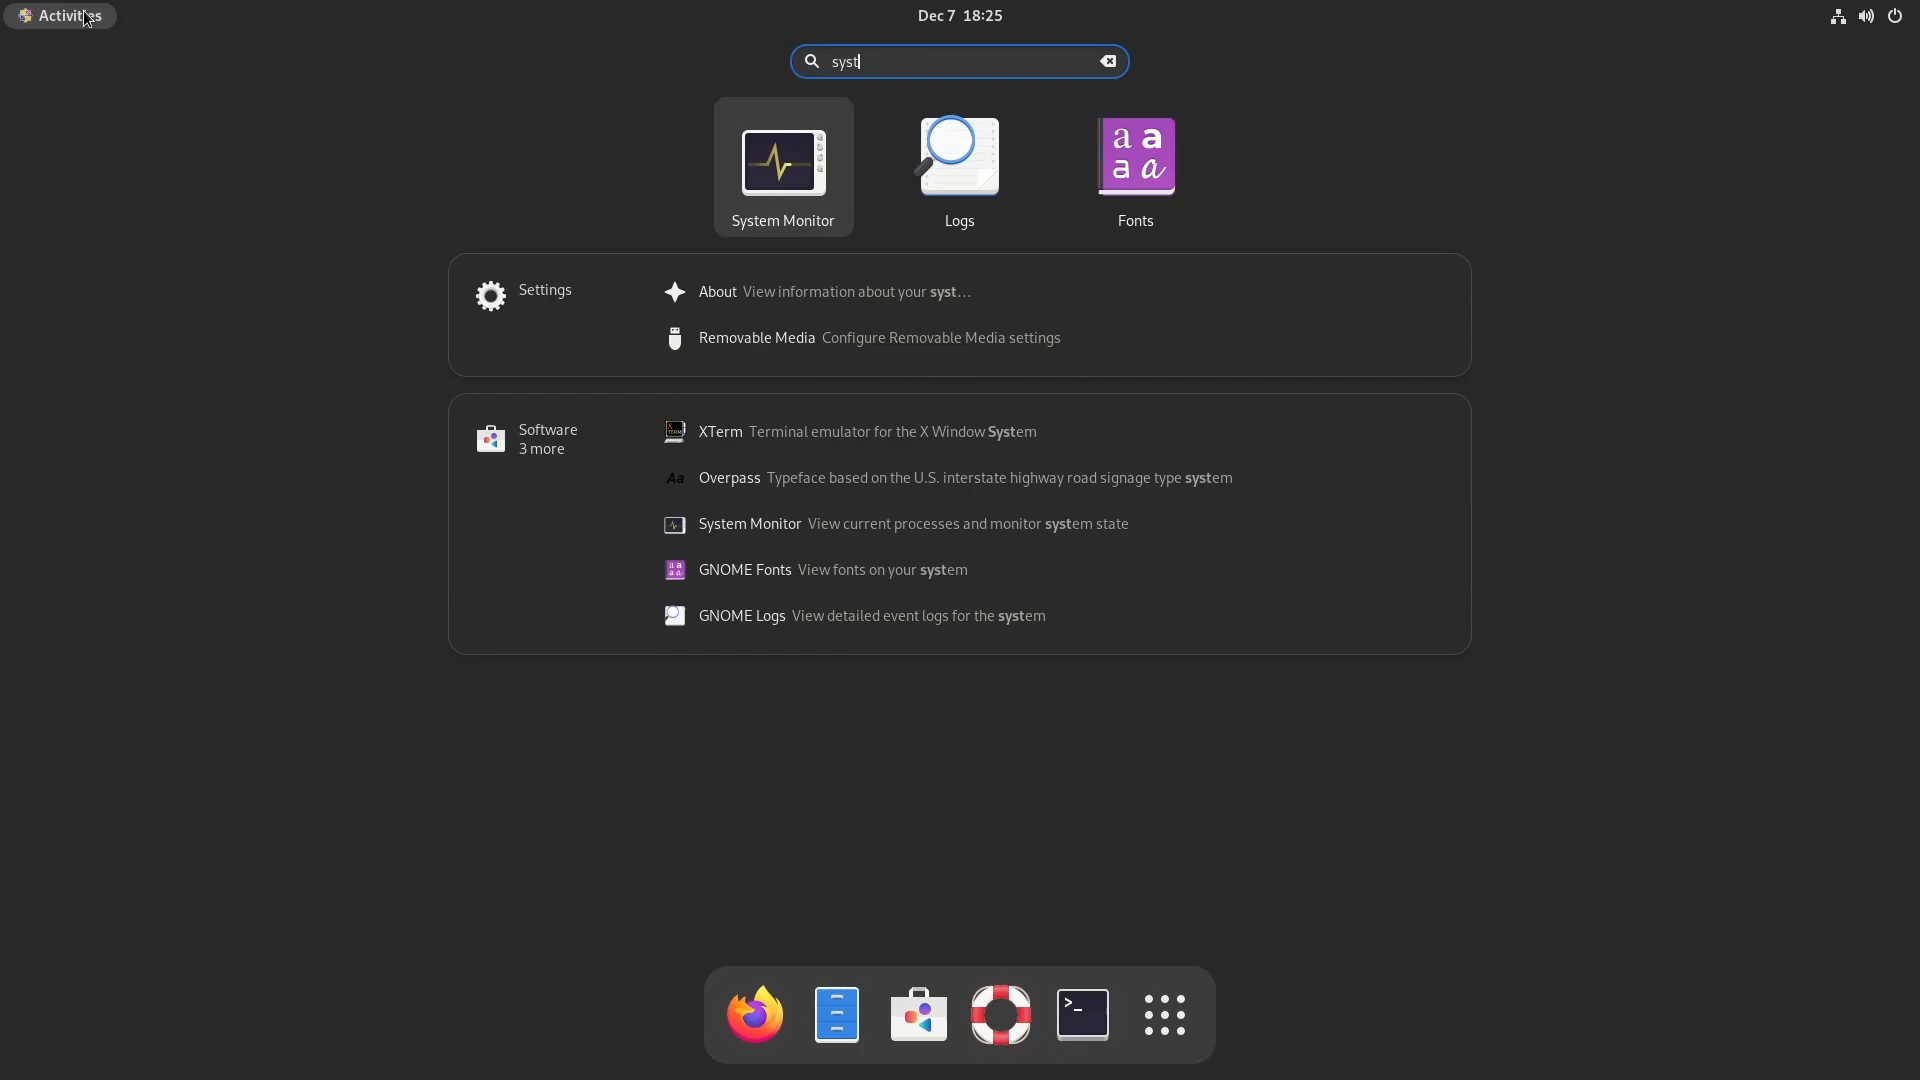 Activities
Dec 7 18:25
syst
System Monitor
Logs
Fonts
Settings
About View information about your syst…
Removable Media Configure Removable Media settings
Software
3 more
XTerm Terminal emulator for the X Window System
Overpass Typeface based on the U.S. interstate highway road signage type system
System Monitor View current processes and monitor system state
GNOME Fonts View fonts on your system
GNOME Logs View detailed event logs for the system